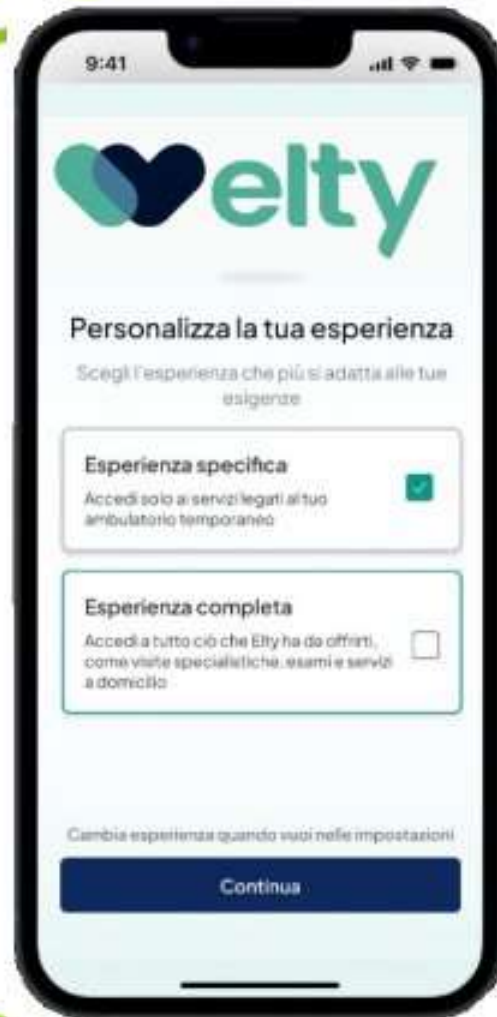 9:41
elty
Personalizza la tua esperienza
Scegli l'esperienza che più si adatta alle tue
esigenze
Esperienza specifica
Accedi solo ai servizi legati al tuo
ambulatorio temporaneo
Esperienza completa
Accedi a tutto ciò che Elty ha da offrirti,
come visite specialistiche, esami e servizi
a domicilio
Cambia esperienza quando vuoi nelle impostazioni
Continua